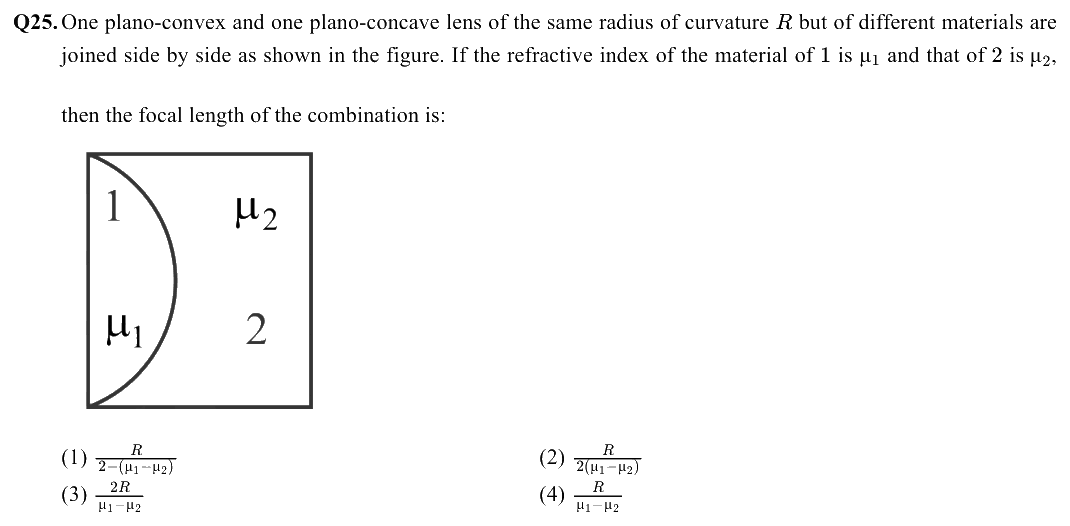 Q25. One plano-convex and one plano-concave lens of the same radius of curvature R but of different materials are
joined side by side as shown in the figure. If the refractive index of the material of 1 is μ₁ and that of 2 is μ₂,
then the focal length of the combination is:
1
μ₂
μ₁
2
(1) R/(2−(μ₁−μ₂))
(2) R/(2(μ₁−μ₂))
(3) 2R/(μ₁−μ₂)
(4) R/(μ₁−μ₂)